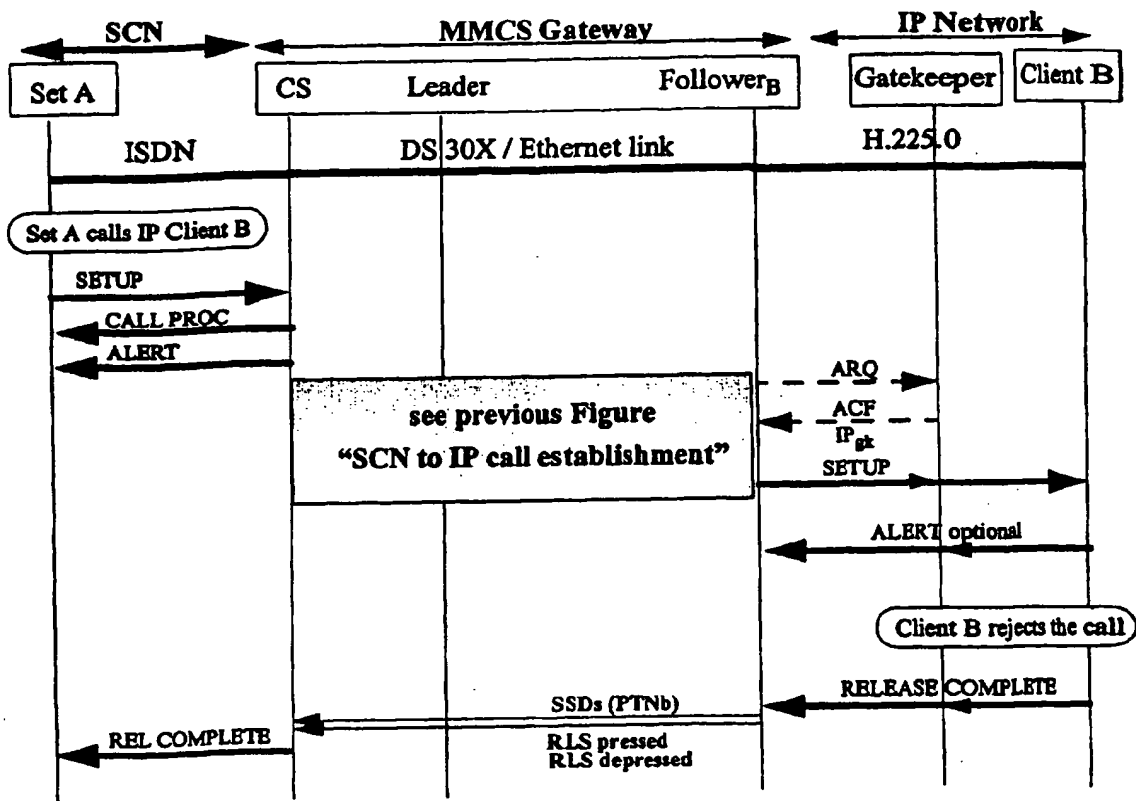 SCN
MMCS Gateway
IP Network
Set A
CS
Leader
FollowerB
Gatekeeper
Client B
ISDN
DS 30X / Ethernet link
H.225.0
Set A calls IP Client B
SETUP
CALL PROC
ALERT
ARQ
see previous Figure
ACF
IPgk
"SCN to IP call establishment"
SETUP
ALERT optional
Client B rejects the call
RELEASE COMPLETE
SSDs (PTNb)
REL COMPLETE
RLS pressed
RLS depressed